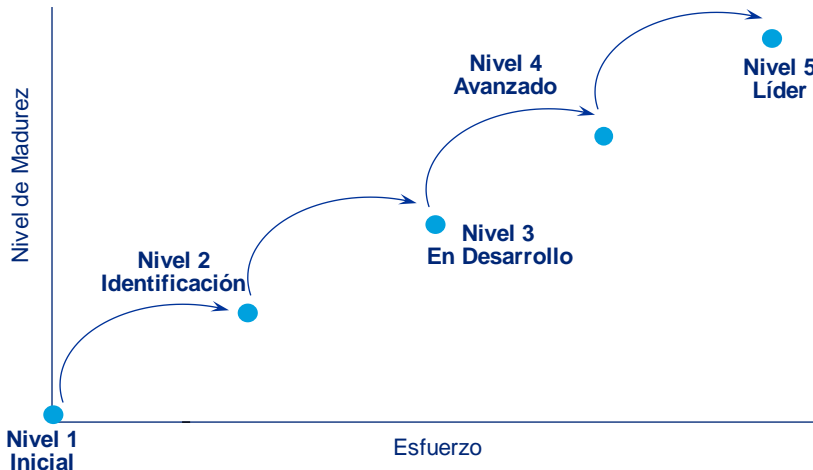 Nivel 4
Avanzado
Nivel 5
Líder
Nivel de Madurez
Nivel 3
En Desarrollo
Nivel 2
Identificación
Nivel 1
Inicial
Esfuerzo